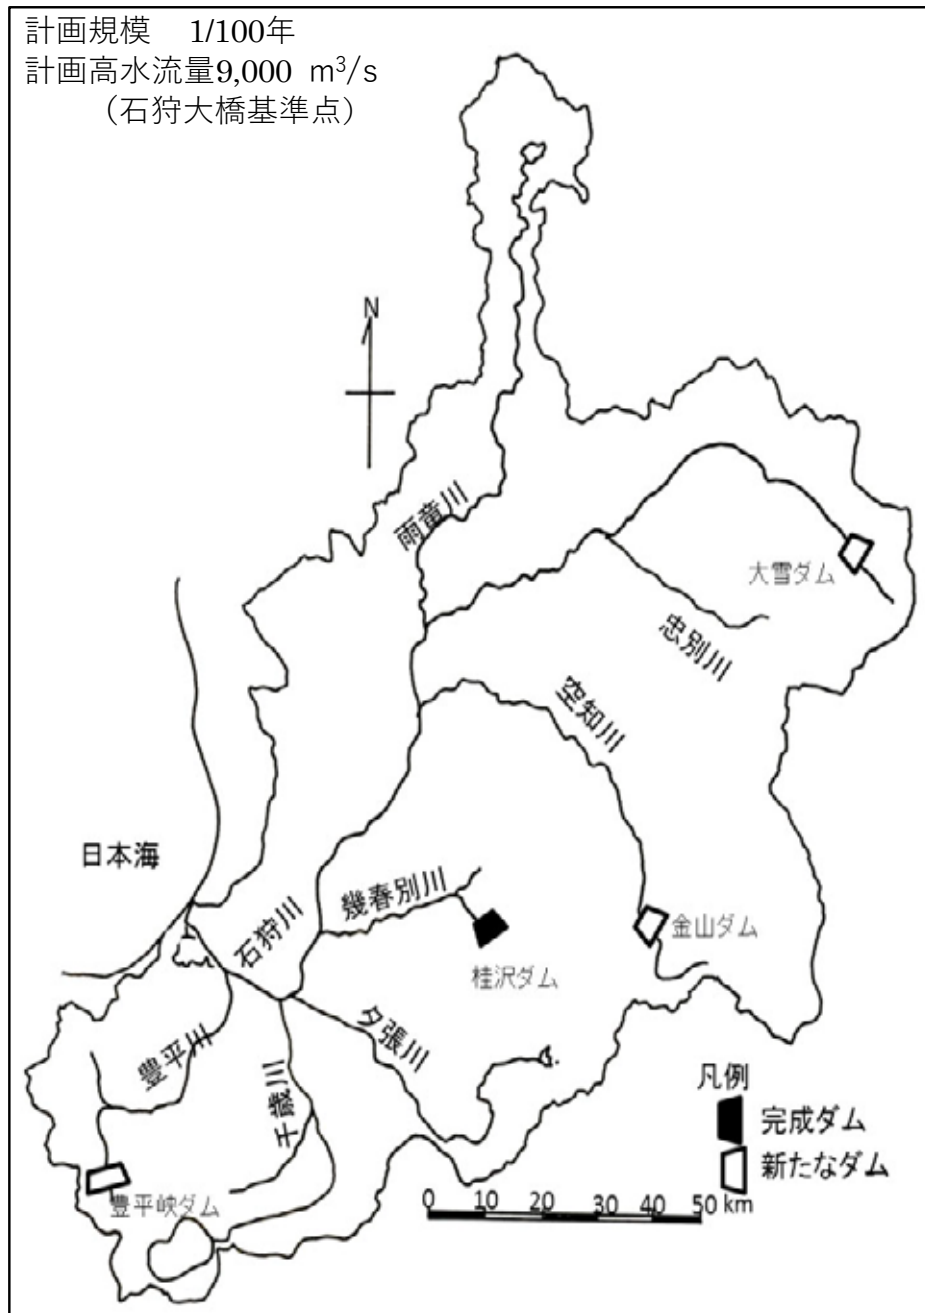 計画規模　1/100年
計画高水流量9,000 m³/s
（石狩大橋基準点）
N
雨竜川
大雪ダム
忠別川
空知川
日本海
石狩川
幾春別川
桂沢ダム
金山ダム
夕張川
豊平川
千歳川
豊平峡ダム
凡例
完成ダム
新たなダム
0 10 20 30 40 50 km